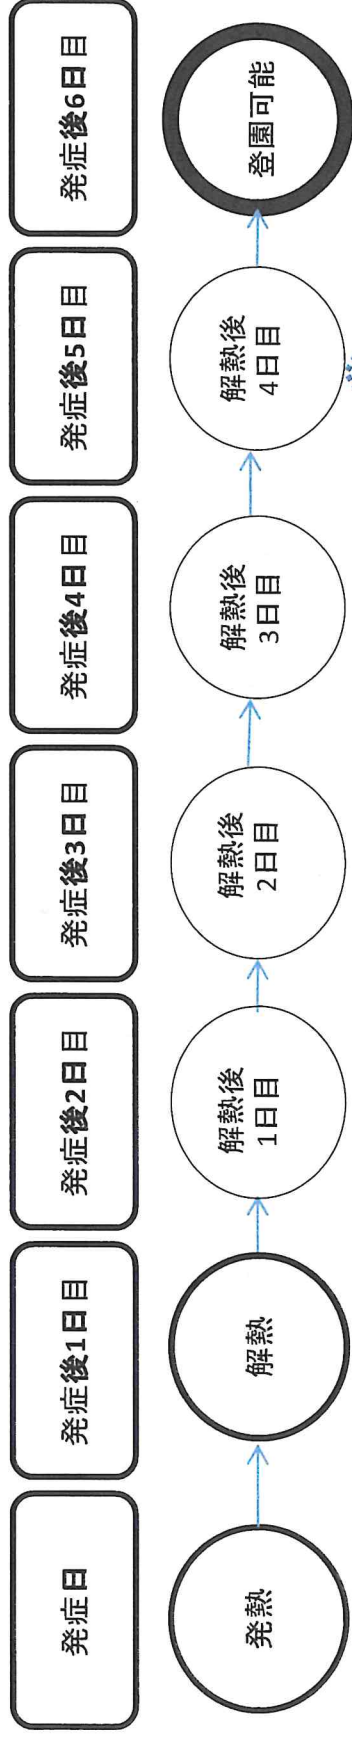 発症日
発症後1日目
発症後2日目
発症後3日目
発症後4日目
発症後5日目
発症後6日目
発熱
解熱
解熱後
1日目
解熱後
2日目
解熱後
3日目
解熱後
4日目
登園可能